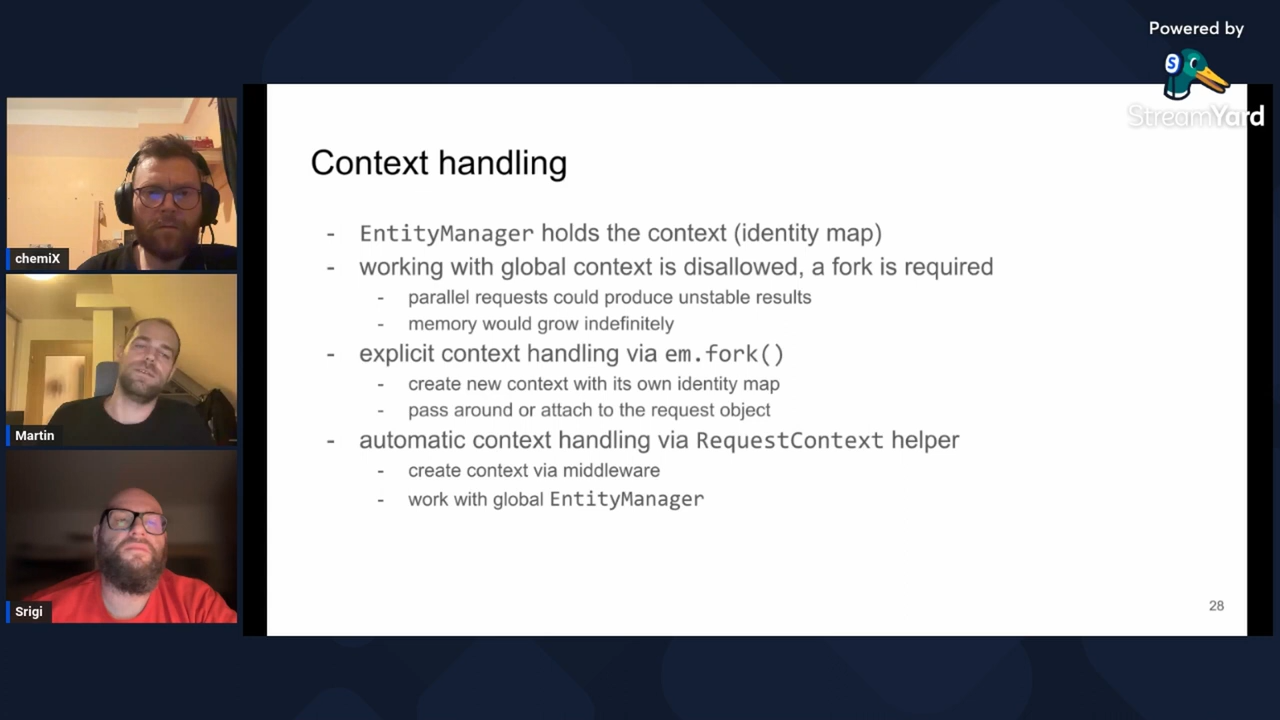 Powered by
S
StreamYard
chemiX
Martin
Srigi
Context handling
- EntityManager holds the context (identity map)
- working with global context is disallowed, a fork is required
- parallel requests could produce unstable results
- memory would grow indefinitely
- explicit context handling via em.fork()
- create new context with its own identity map
- pass around or attach to the request object
- automatic context handling via RequestContext helper
- create context via middleware
- work with global EntityManager
28